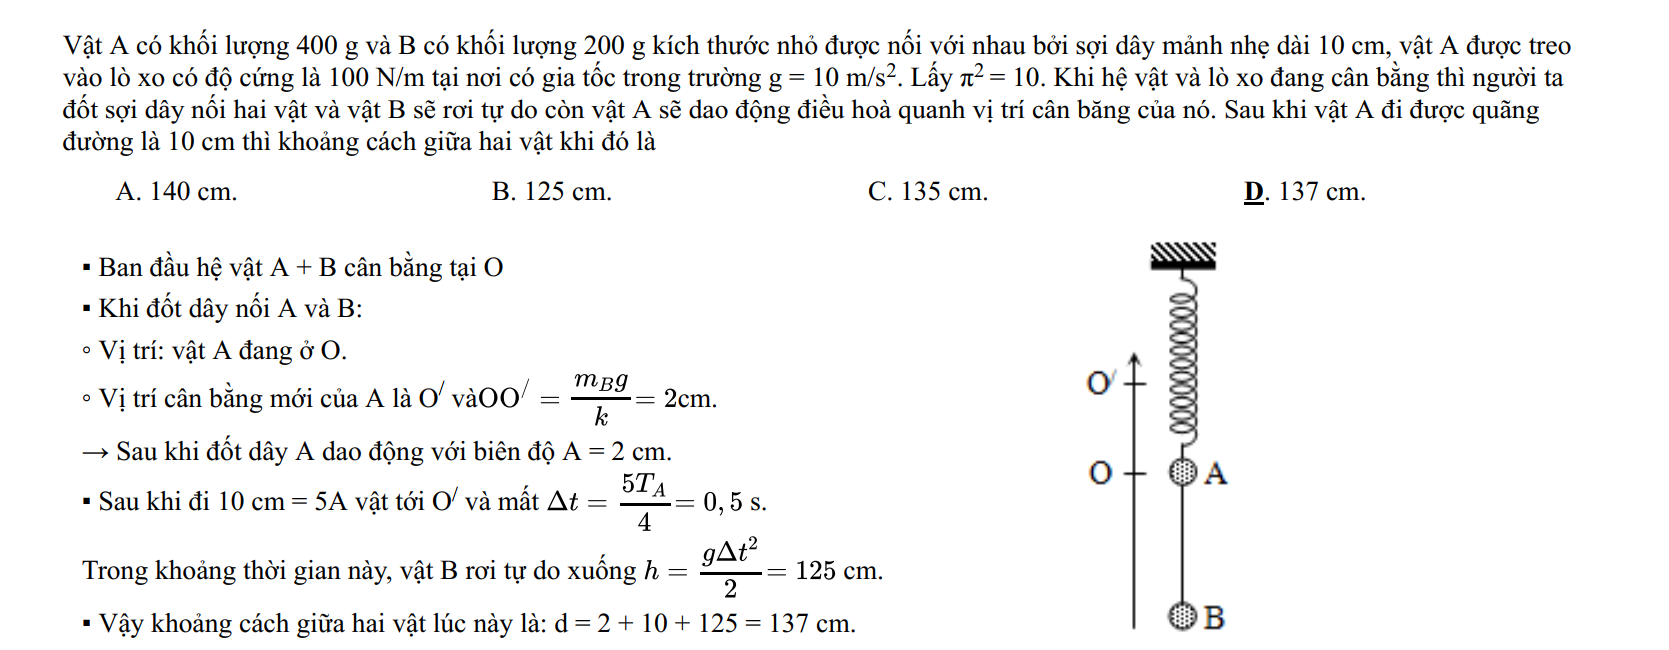 Vật A có khối lượng 400 g và B có khối lượng 200 g kích thước nhỏ được nối với nhau bởi sợi dây mảnh nhẹ dài 10 cm, vật A được treo
vào lò xo có độ cứng là 100 N/m tại nơi có gia tốc trong trường g = 10 m/s². Lấy π² = 10. Khi hệ vật và lò xo đang cân bằng thì người ta
đốt sợi dây nối hai vật và vật B sẽ rơi tự do còn vật A sẽ dao động điều hoà quanh vị trí cân băng của nó. Sau khi vật A đi được quãng
đường là 10 cm thì khoảng cách giữa hai vật khi đó là
A. 140 cm. B. 125 cm. C. 135 cm. D. 137 cm.
▪ Ban đầu hệ vật A + B cân bằng tại O
▪ Khi đốt dây nối A và B:
∘ Vị trí: vật A đang ở O.
∘ Vị trí cân bằng mới của A là O′ vàOO′ = m_B g / k = 2cm.
→ Sau khi đốt dây A dao động với biên độ A = 2 cm.
▪ Sau khi đi 10 cm = 5A vật tới O′ và mất Δt = 5T_A / 4 = 0, 5 s.
Trong khoảng thời gian này, vật B rơi tự do xuống h = gΔt² / 2 = 125 cm.
▪ Vậy khoảng cách giữa hai vật lúc này là: d = 2 + 10 + 125 = 137 cm.
O′
O A
B